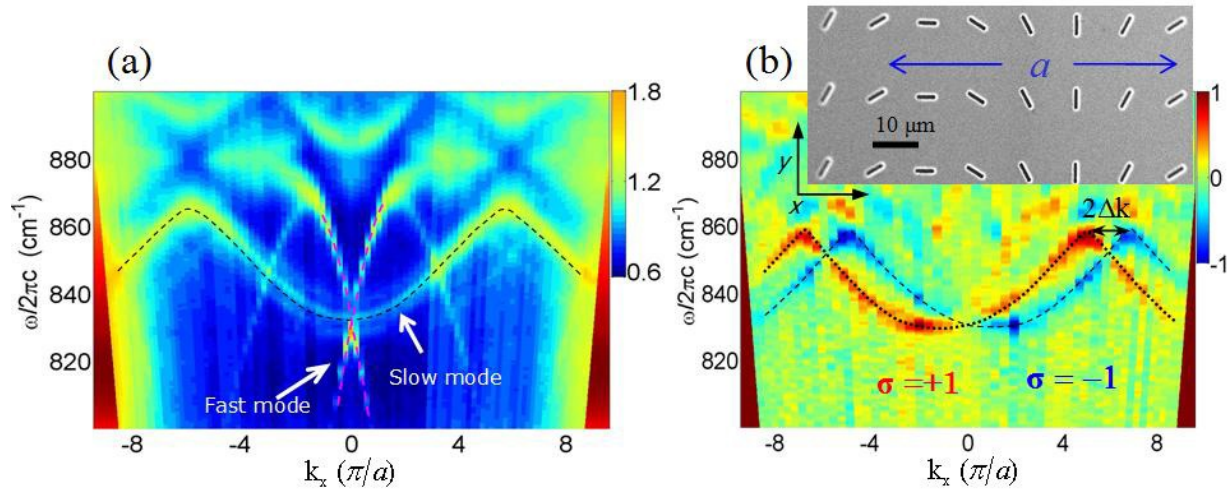 (a)
1.8
1.2
0.6
880
860
840
820
ω/2πc (cm⁻¹)
Fast mode
Slow mode
-8 -4 0 4 8
kₓ (π/a)
(b)
a
10 μm
y
x
2Δk
1
0
-1
880
860
840
820
ω/2πc (cm⁻¹)
σ =+1
σ =−1
-8 -4 0 4 8
kₓ (π/a)